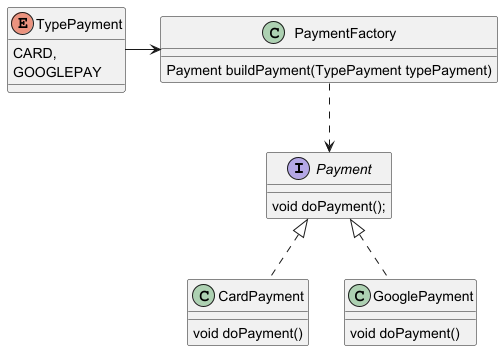 E TypePayment
CARD,
GOOGLEPAY
C PaymentFactory
Payment buildPayment(TypePayment typePayment)
I Payment
void doPayment();
C CardPayment
void doPayment()
C GooglePayment
void doPayment()